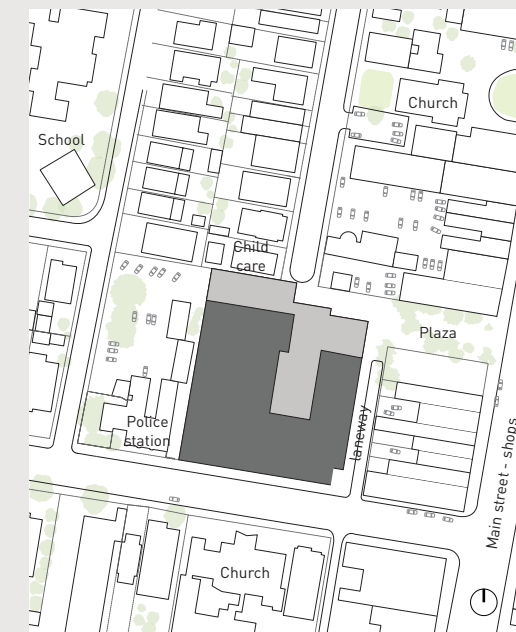 Church
School
Child
care
Plaza
Police
station
laneway
Main street - shops
Church